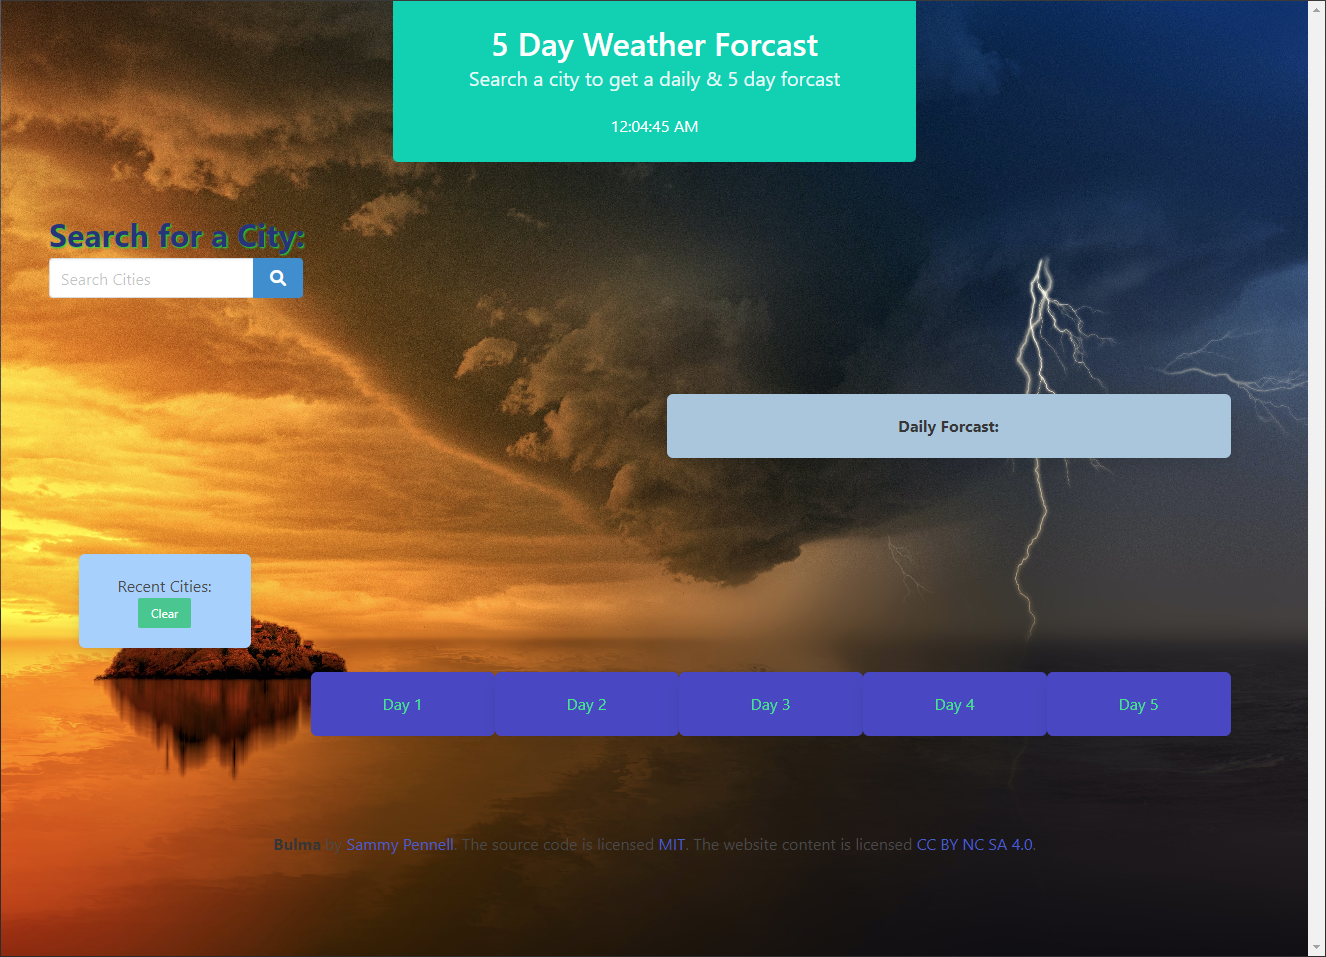 5 Day Weather Forcast
Search a city to get a daily & 5 day forcast
12:04:45 AM
Search for a City:
Search Cities
Daily Forcast:
Recent Cities:
Clear
Day 1
Day 2
Day 3
Day 4
Day 5
Bulma by Sammy Pennell. The source code is licensed MIT. The website content is licensed CC BY NC SA 4.0.